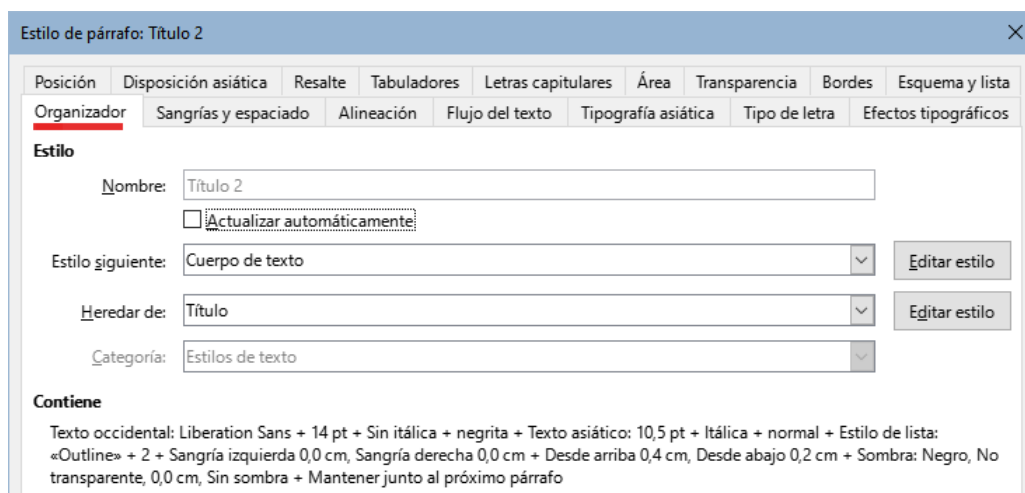 Estilo de párrafo: Título 2
Posición Disposición asiática Resalte Tabuladores Letras capitulares Área Transparencia Bordes Esquema y lista
Organizador Sangrías y espaciado Alineación Flujo del texto Tipografía asiática Tipo de letra Efectos tipográficos
Estilo
Nombre: Título 2
Actualizar automáticamente
Estilo siguiente: Cuerpo de texto Editar estilo
Heredar de: Título Editar estilo
Categoría: Estilos de texto
Contiene
Texto occidental: Liberation Sans + 14 pt + Sin itálica + negrita + Texto asiático: 10,5 pt + Itálica + normal + Estilo de lista:
«Outline» + 2 + Sangría izquierda 0,0 cm, Sangría derecha 0,0 cm + Desde arriba 0,4 cm, Desde abajo 0,2 cm + Sombra: Negro, No
transparente, 0,0 cm, Sin sombra + Mantener junto al próximo párrafo